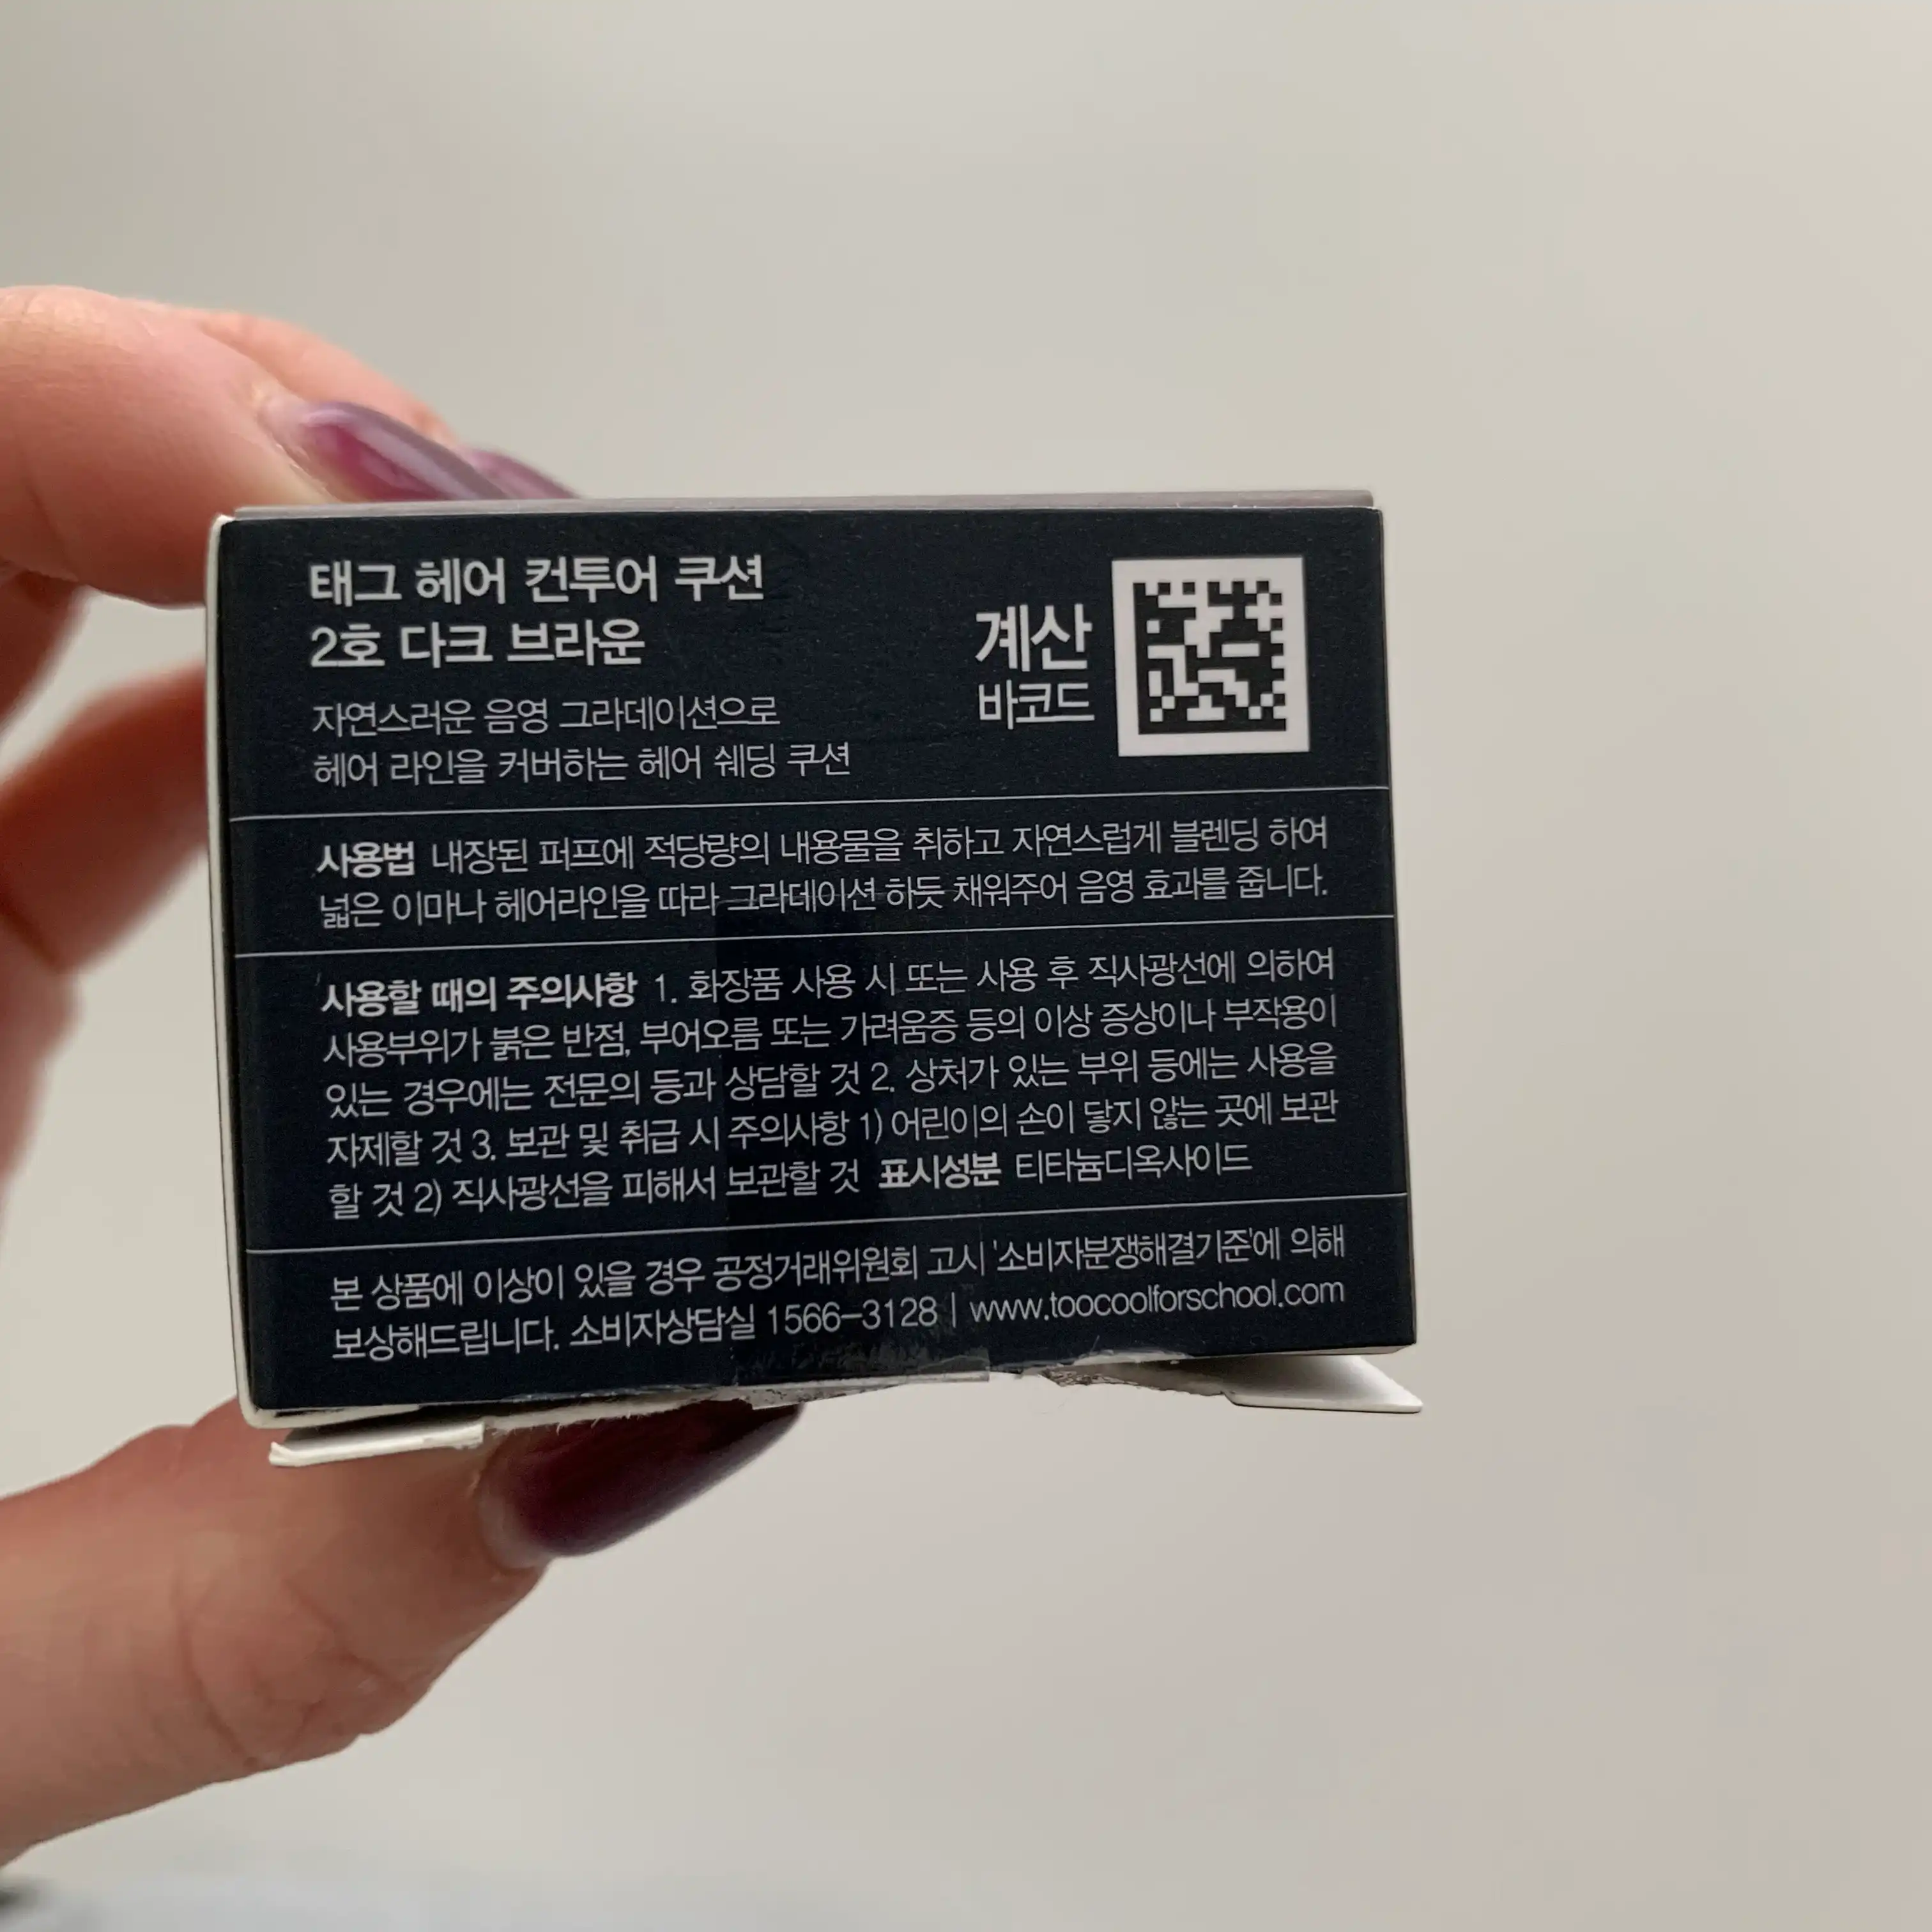 태그 헤어 컨투어 쿠션
2호 다크 브라운
자연스러운 음영 그라데이션으로
헤어 라인을 커버하는 헤어 쉐딩 쿠션
계산
바코드
사용법 내장된 퍼프에 적당량의 내용물을 취하고 자연스럽게 블렌딩 하여
넓은 이마나 헤어라인을 따라 그라데이션 하듯 채워주어 음영 효과를 줍니다.
사용할 때의 주의사항 1. 화장품 사용 시 또는 사용 후 직사광선에 의하여
사용부위가 붉은 반점, 부어오름 또는 가려움증 등의 이상 증상이나 부작용이
있는 경우에는 전문의 등과 상담할 것 2. 상처가 있는 부위 등에는 사용을
자제할 것 3. 보관 및 취급 시 주의사항 1) 어린이의 손이 닿지 않는 곳에 보관
할 것 2) 직사광선을 피해서 보관할 것 표시성분 티타늄디옥사이드
본 상품에 이상이 있을 경우 공정거래위원회 고시 '소비자분쟁해결기준'에 의해
보상해드립니다. 소비자상담실 1566-3128 | www.toocoolforschool.com